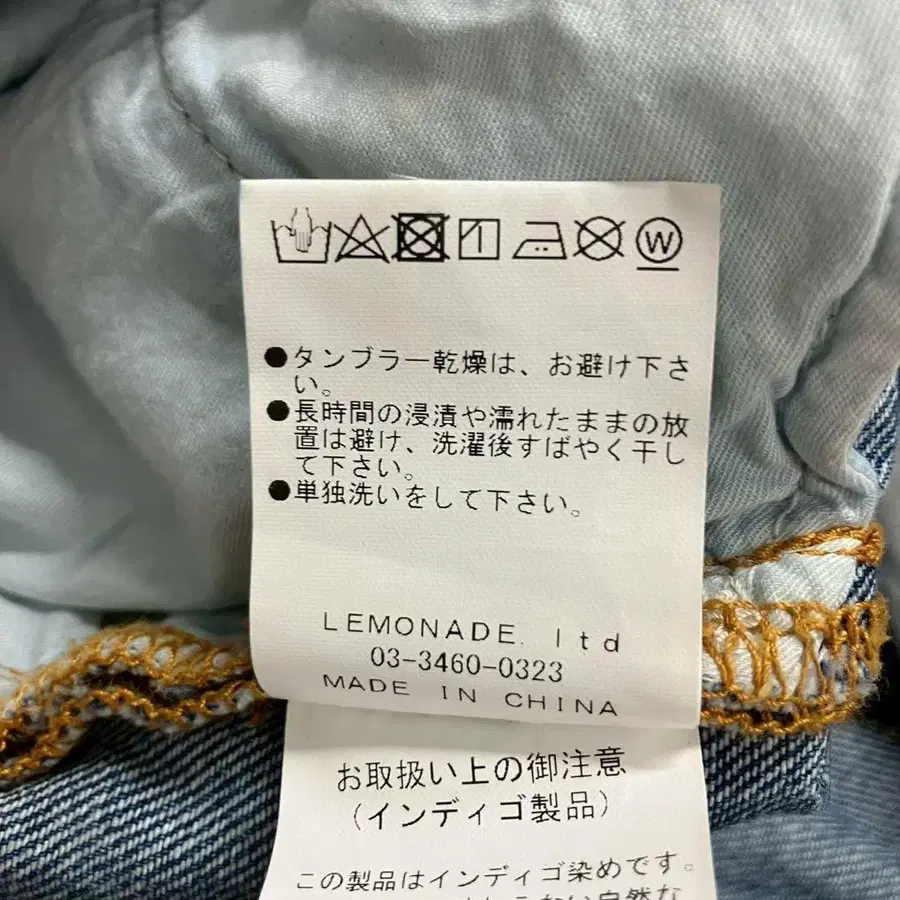 W
●タンブラー乾燥は、お避け下さ
い。
●長時間の浸漬や濡れたままの放
置は避け、洗濯後すばやく干し
て下さい。
●単独洗いをして下さい。
LEMONADE. ltd
03-3460-0323
MADE IN CHINA
お取扱い上の御注意
(インディゴ製品)
この製品はインディゴ染めです。